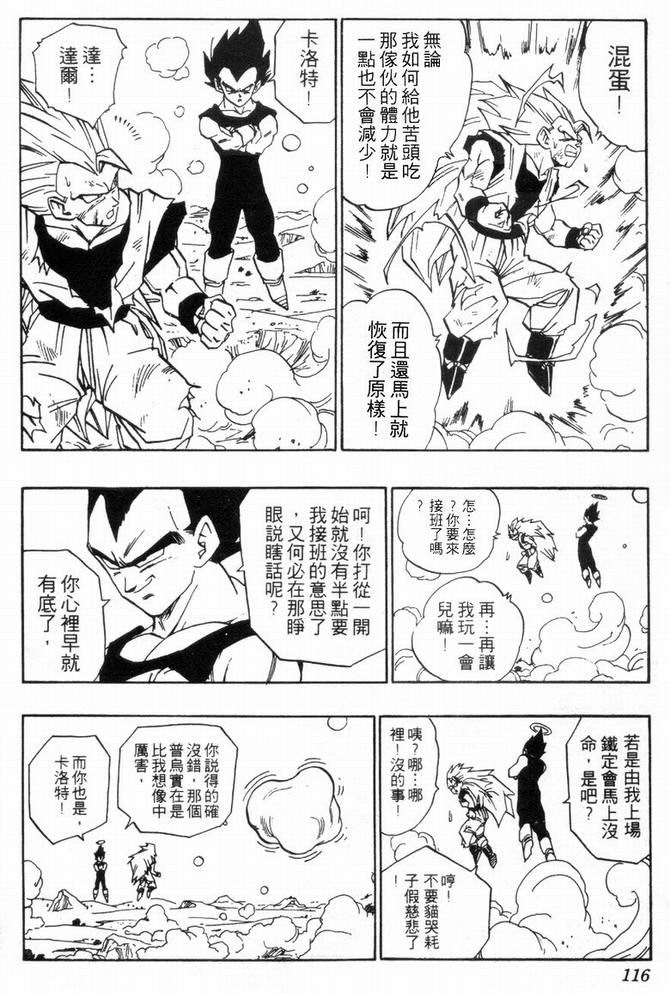 混蛋！
無論
我如何給他苦頭吃
那傢伙的體力就是
一點也不會減少！
而且還馬上就
恢復了原樣！
卡洛特！
達…
達爾！
怎…怎麼
？你要來
接班了嗎
？
再…再讓
我玩一會
兒嘛！
呵！你打從一開
始就沒有半點要
我接班的意思了
，又何必在那睜
眼說瞎話呢？
你心裡早就
有底了，
若是由我上場
鐵定會馬上沒
命，是吧？
咦？哪…哪
裡！沒的事
！
哼！
不要貓哭耗
子假慈悲了
！
你說得的確
沒錯，那個
普烏實在是
比我想像中
厲害，
而你也是，
卡洛特！
116